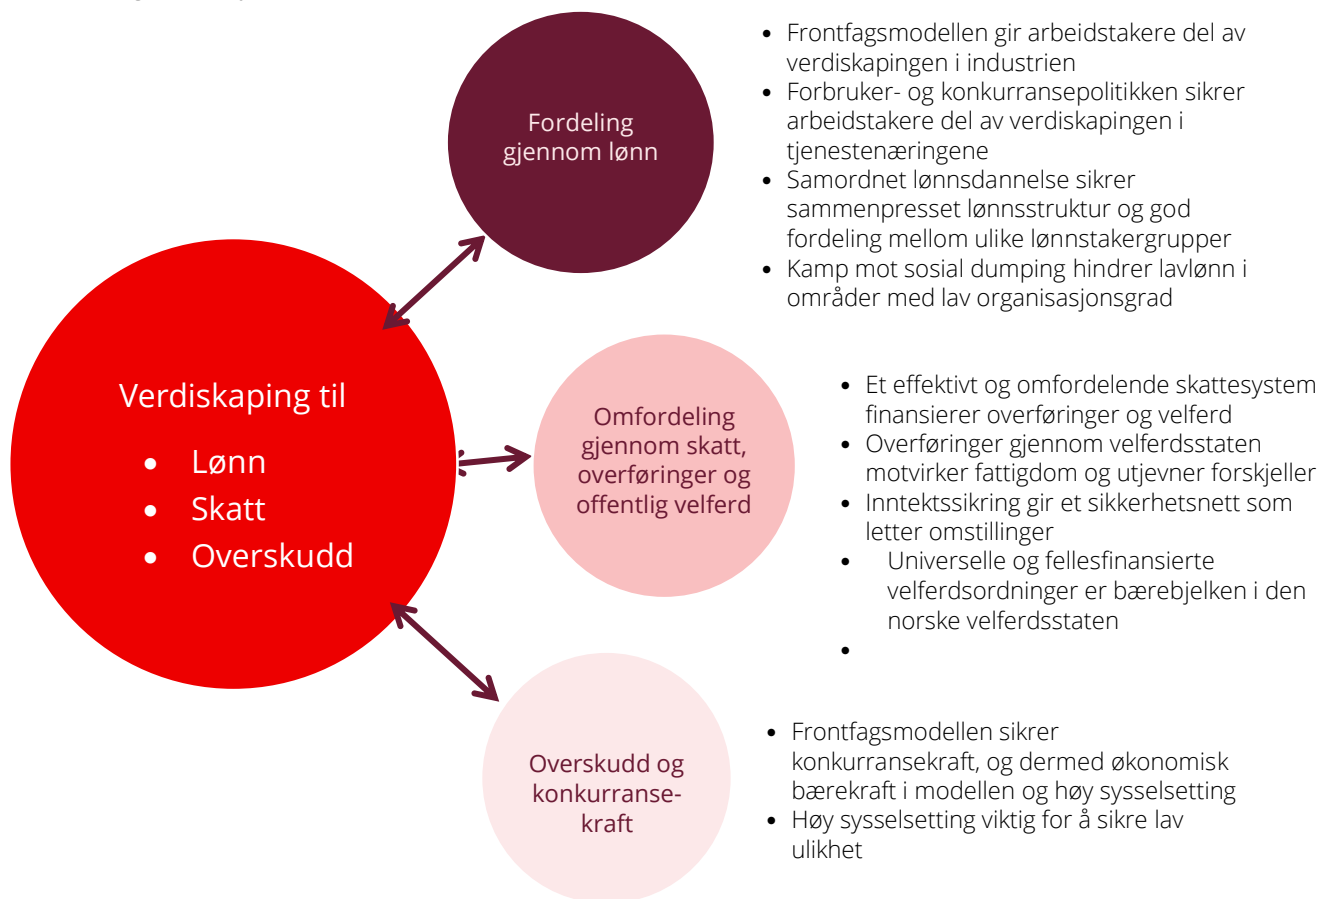 Verdiskaping til
• Lønn
• Skatt
• Overskudd
Fordeling
gjennom lønn
• Frontfagsmodellen gir arbeidstakere del av
verdiskapingen i industrien
• Forbruker- og konkurransepolitikken sikrer
arbeidstakere del av verdiskapingen i
tjenestenæringene
• Samordnet lønnsdannelse sikrer
sammenpresset lønnsstruktur og god
fordeling mellom ulike lønnstakergrupper
• Kamp mot sosial dumping hindrer lavlønn i
områder med lav organisasjonsgrad
Omfordeling
gjennom skatt,
overføringer og
offentlig velferd
• Et effektivt og omfordelende skattesystem
finansierer overføringer og velferd
• Overføringer gjennom velferdsstaten
motvirker fattigdom og utjevner forskjeller
• Inntektssikring gir et sikkerhetsnett som
letter omstillinger
• Universelle og fellesfinansierte
velferdsordninger er bærebjelken i den
norske velferdsstaten
•
Overskudd og
konkurranse-
kraft
• Frontfagsmodellen sikrer
konkurransekraft, og dermed økonomisk
bærekraft i modellen og høy sysselsetting
• Høy sysselsetting viktig for å sikre lav
ulikhet